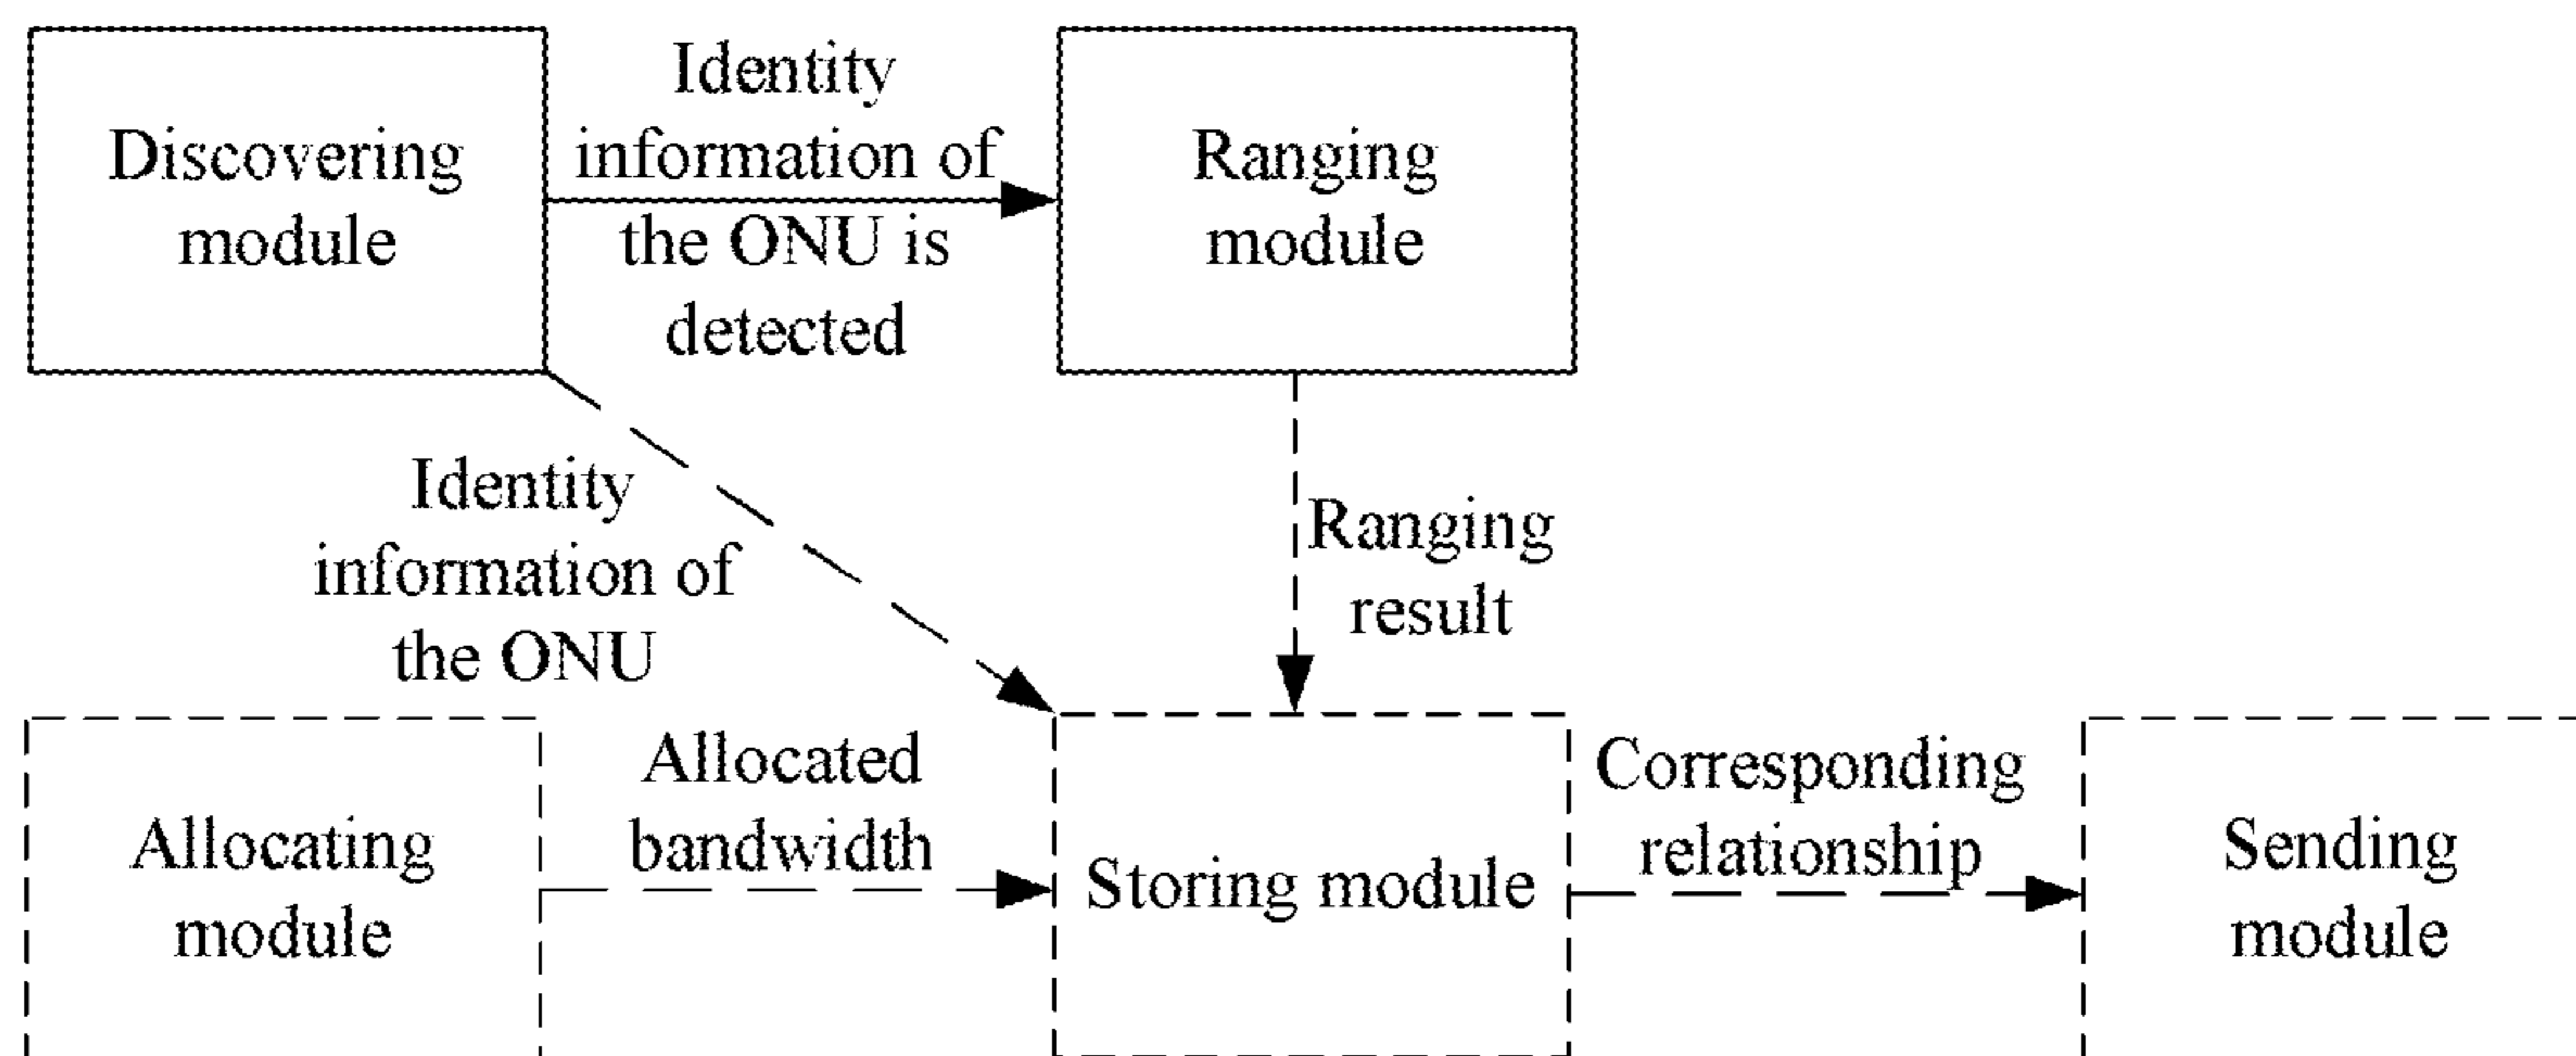 Discovering
module
Identity
information of
the ONU is
detected
Ranging
module
Identity
information of
the ONU
Ranging
result
Allocating
module
Allocated
bandwidth
Storing module
Corresponding
relationship
Sending
module